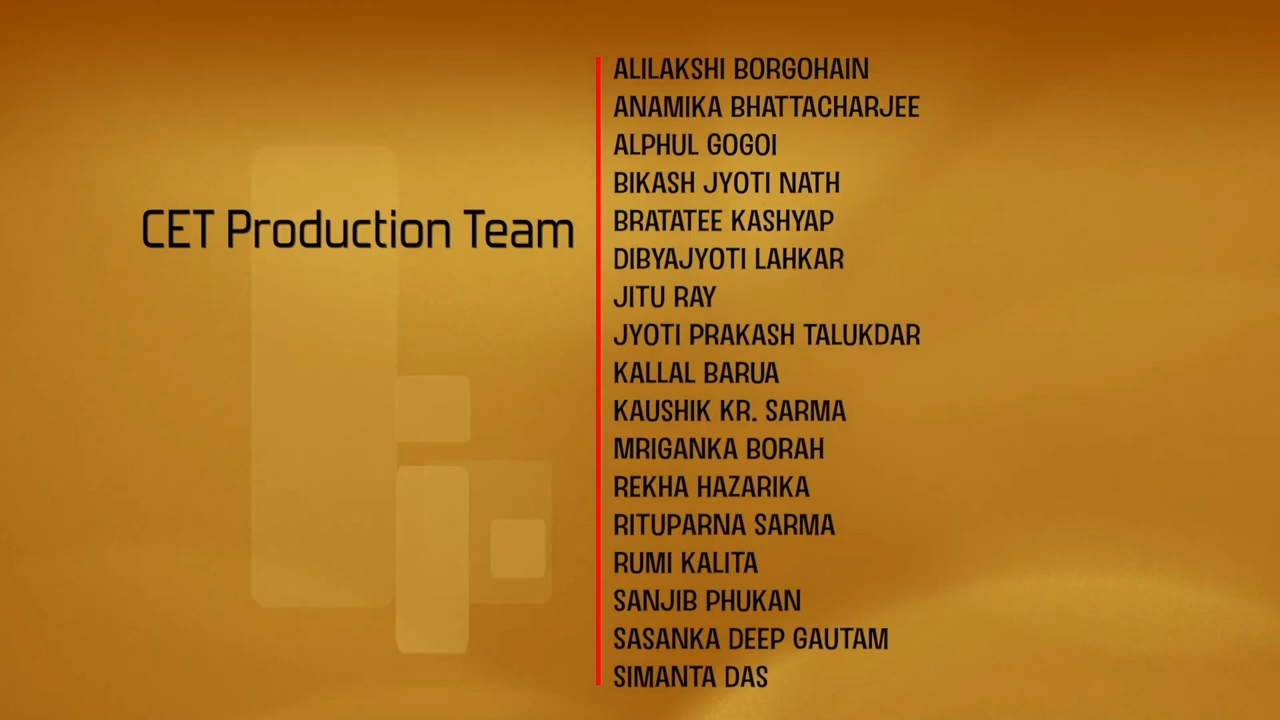 CET Production Team
ALILAKSHI BORGOHAIN
ANAMIKA BHATTACHARJEE
ALPHUL GOGOI
BIKASH JYOTI NATH
BRATATEE KASHYAP
DIBYAJYOTI LAHKAR
JITU RAY
JYOTI PRAKASH TALUKDAR
KALLAL BARUA
KAUSHIK KR. SARMA
MRIGANKA BORAH
REKHA HAZARIKA
RITUPARNA SARMA
RUMI KALITA
SANJIB PHUKAN
SASANKA DEEP GAUTAM
SIMANTA DAS